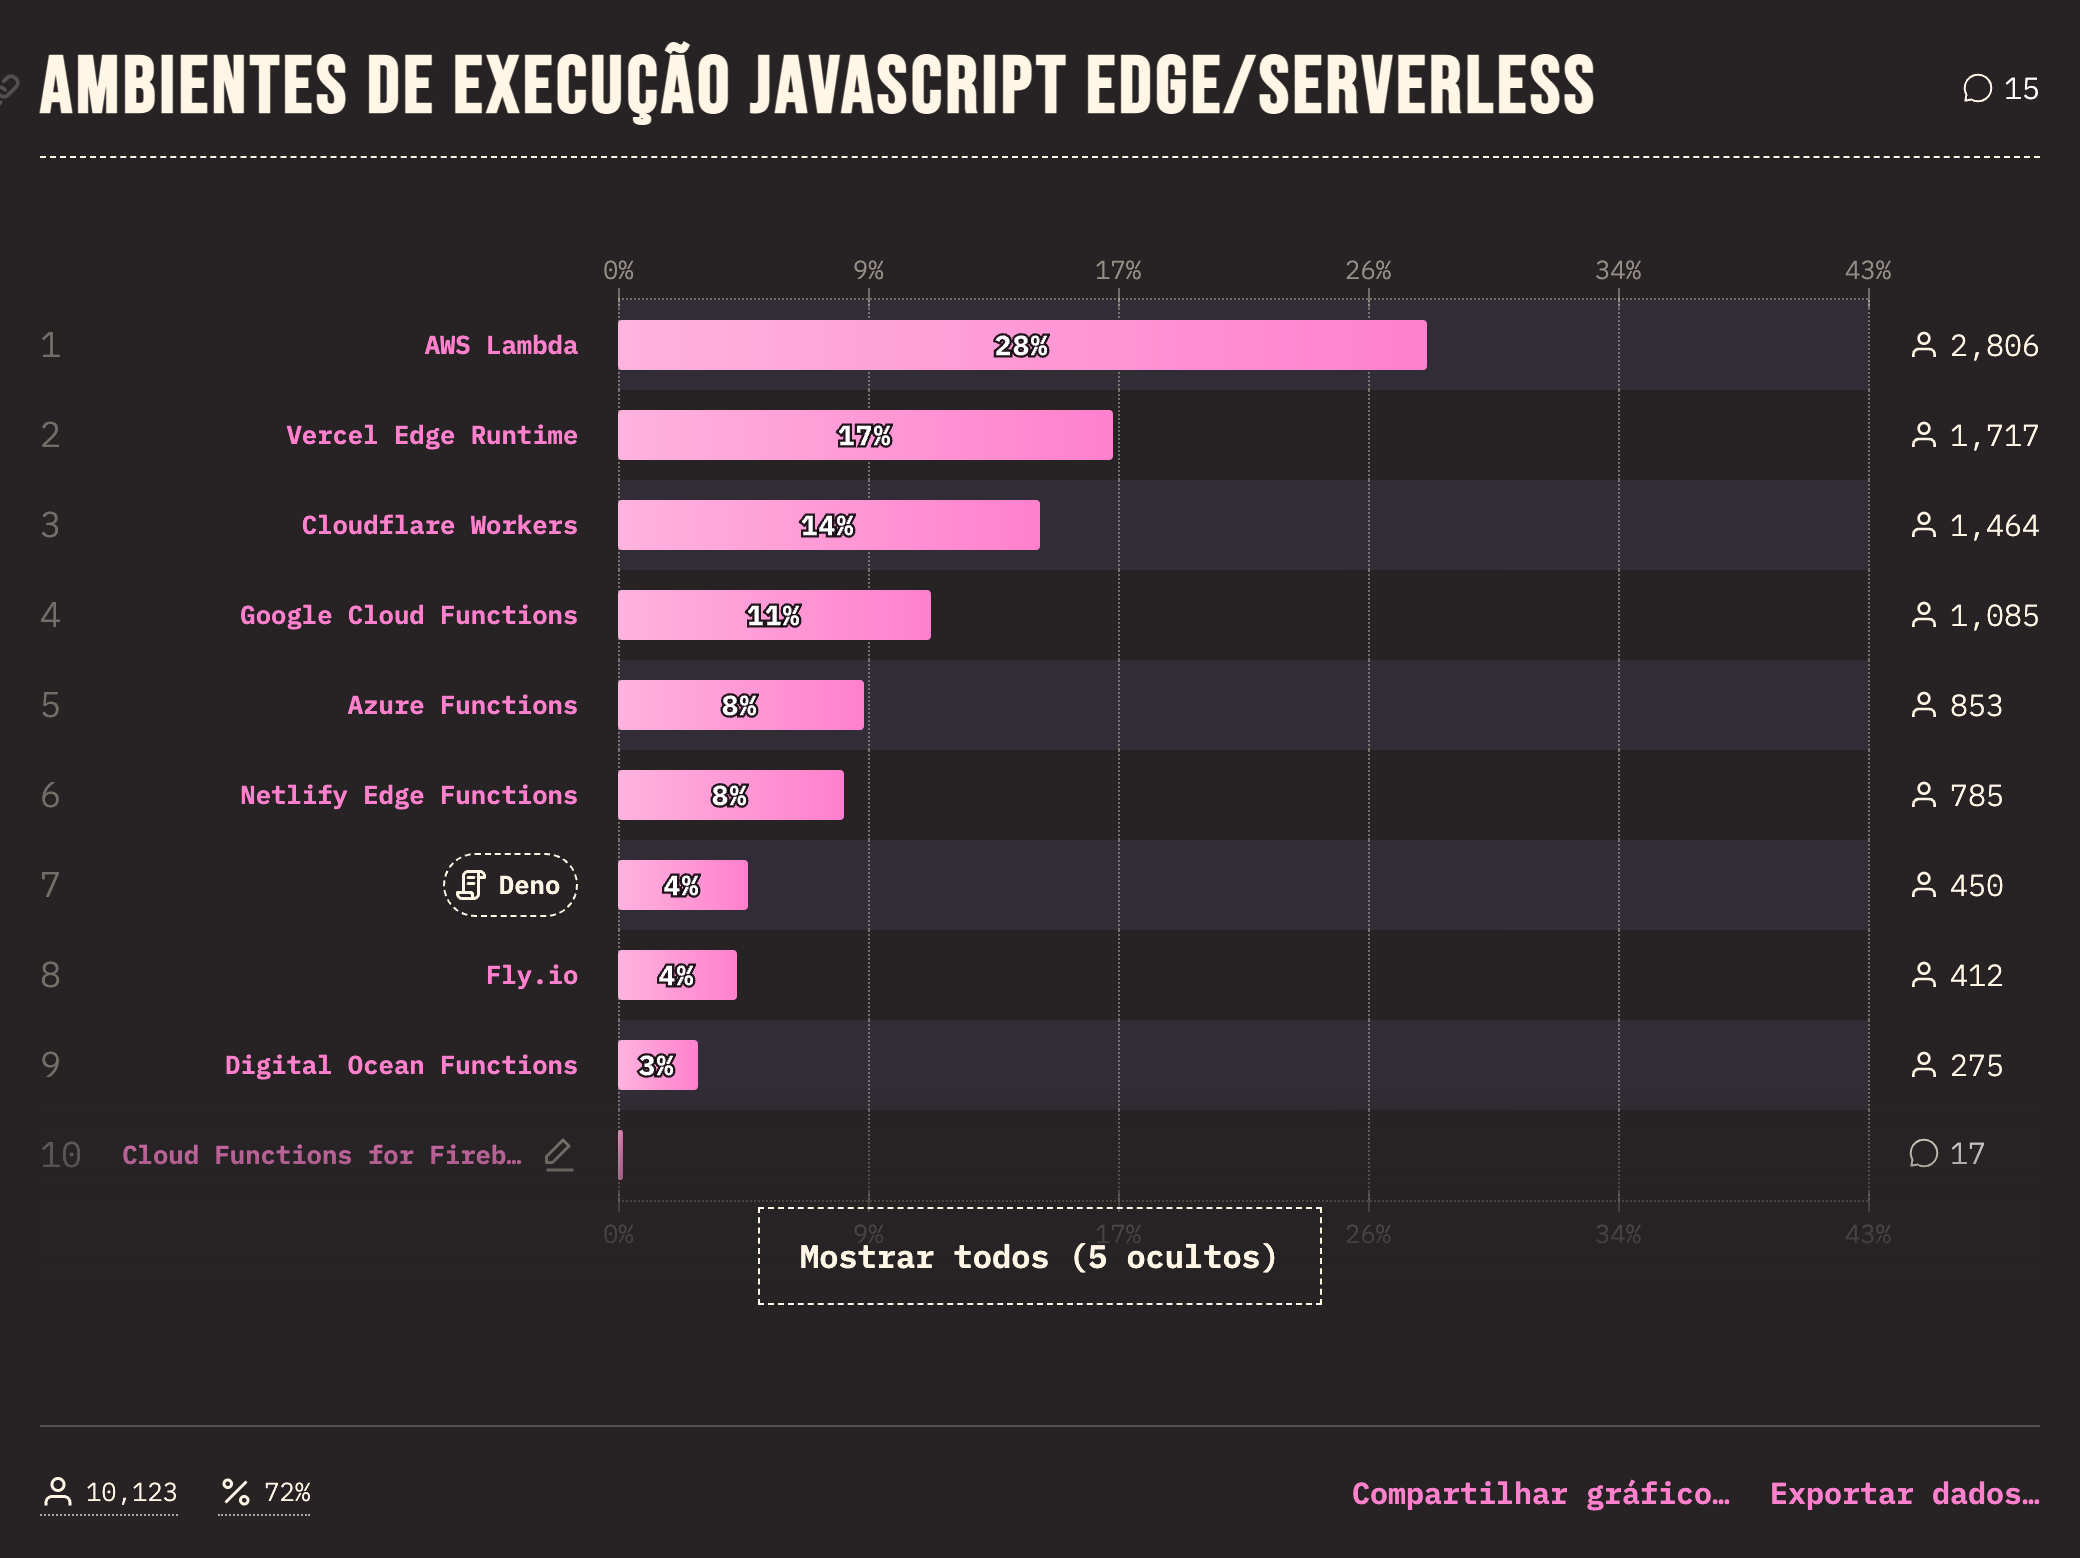 AMBIENTES DE EXECUÇÃO JAVASCRIPT EDGE/SERVERLESS
15
0% 9% 17% 26% 34% 43%
1 AWS Lambda 28% 2,806
2 Vercel Edge Runtime 17% 1,717
3 Cloudflare Workers 14% 1,464
4 Google Cloud Functions 11% 1,085
5 Azure Functions 8% 853
6 Netlify Edge Functions 8% 785
7 Deno 4% 450
8 Fly.io 4% 412
9 Digital Ocean Functions 3% 275
10 Cloud Functions for Fireb… 17
0% 9% 17% 26% 34% 43%
Mostrar todos (5 ocultos)
10,123 % 72%
Compartilhar gráfico… Exportar dados…